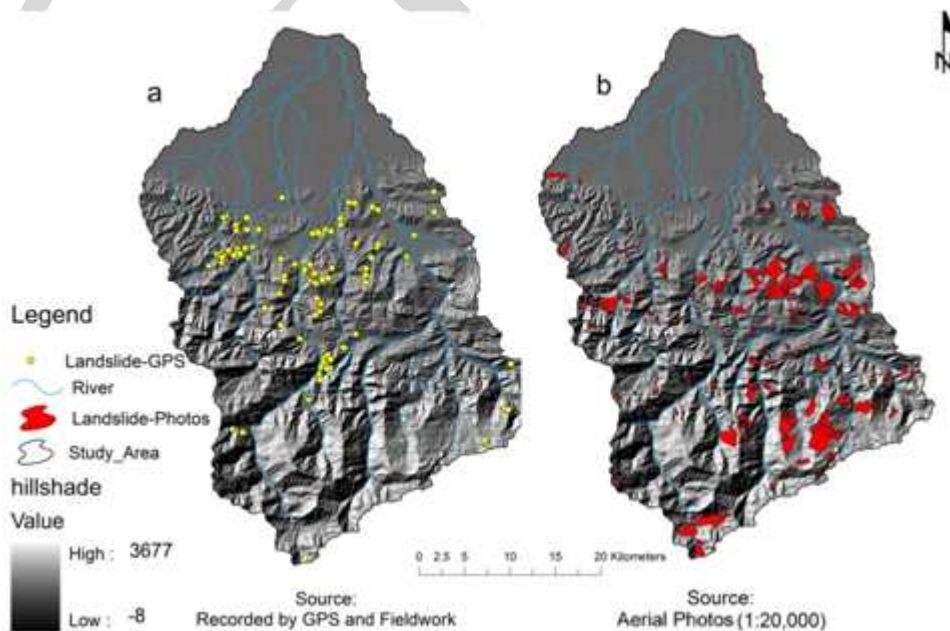 a
b
N
Legend
Landslide-GPS
River
Landslide-Photos
Study_Area
hillshade
Value
High : 3677
Low : -8
0 2.5 5 10 15 20 Kilometers
Source:
Recorded by GPS and Fieldwork
Source:
Aerial Photos (1:20,000)